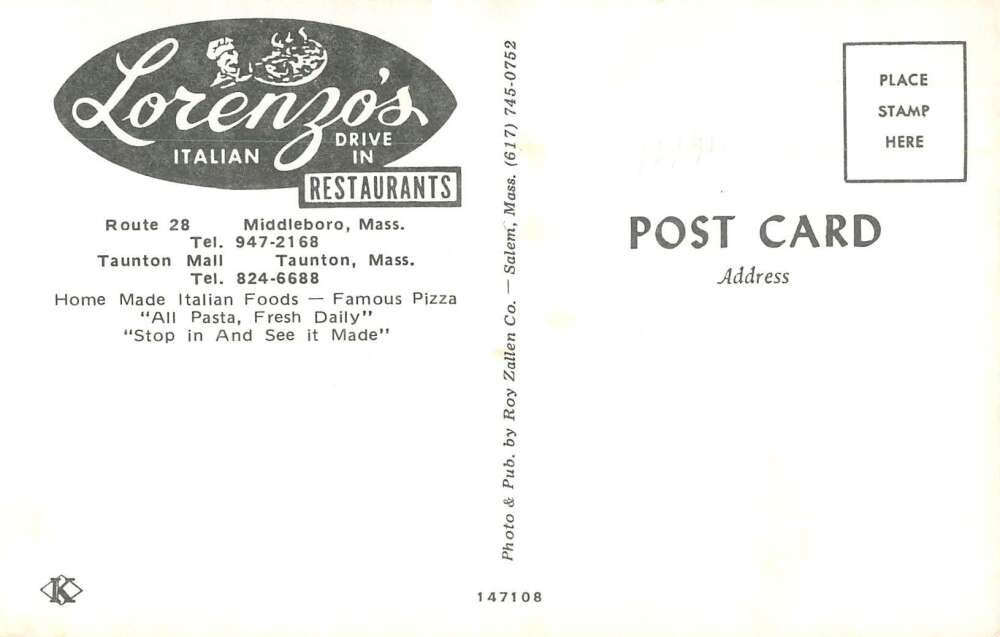 Lorenzo's
ITALIAN
DRIVE
IN
RESTAURANTS
Route 28 Middleboro, Mass.
Tel. 947-2168
Taunton Mall Taunton, Mass.
Tel. 824-6688
Home Made Italian Foods — Famous Pizza
"All Pasta, Fresh Daily"
"Stop in And See it Made"
K
Photo & Pub. by Roy Zallen Co. — Salem, Mass. (617) 745-0752
147108
PLACE
STAMP
HERE
POST CARD
Address